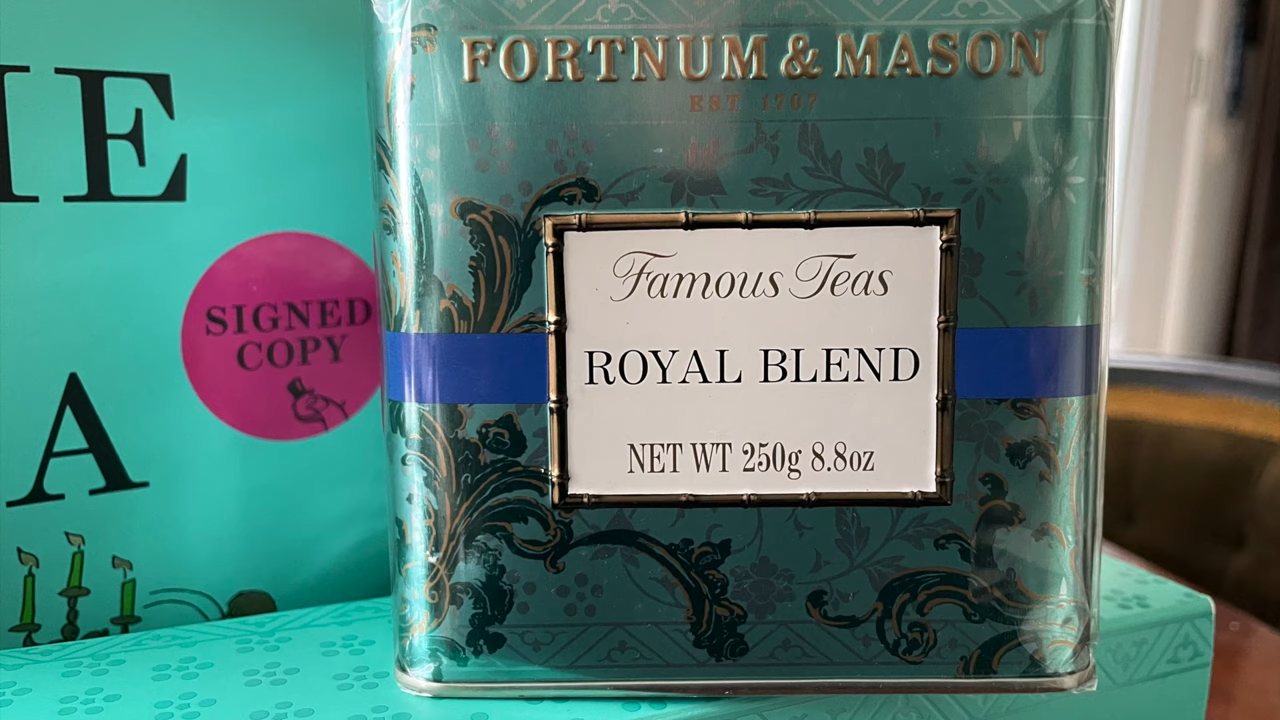 HE
SIGNED
COPY
A
FORTNUM & MASON
EST 1707
Famous Teas
ROYAL BLEND
NET WT 250g 8.8oz